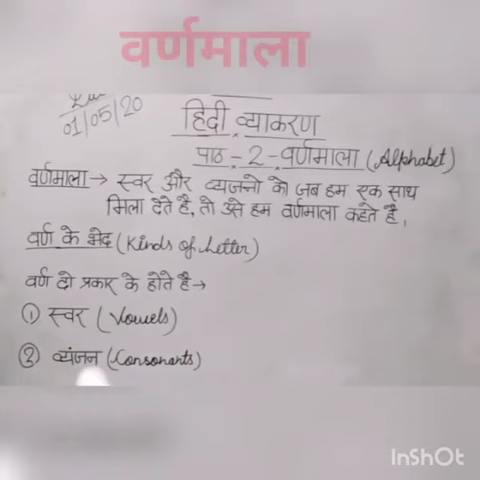 वर्णमाला
01/05/20
हिंदी व्याकरण
पाठ - 2 - वर्णमाला (Alphabet)
वर्णमाला → स्वर और व्यंजनो को जब हम एक साथ
मिला देते है, तो उसे हम वर्णमाला कहते है,
वर्ण के भेद (Kinds of Letter)
वर्ण दो प्रकार के होते है →
① स्वर (Vowels)
② व्यंजन (Consonants)
InShOt